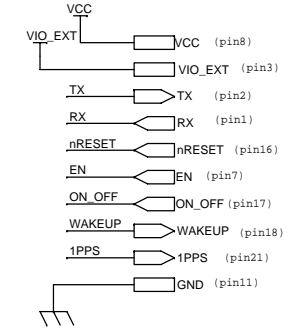 VCC
VIO_EXT
VCC (pin8)
VIO_EXT (pin3)
TX TX (pin2)
RX RX (pin1)
nRESET nRESET (pin16)
EN EN (pin7)
ON_OFF ON_OFF (pin17)
WAKEUP WAKEUP (pin18)
1PPS 1PPS (pin21)
GND (pin11)